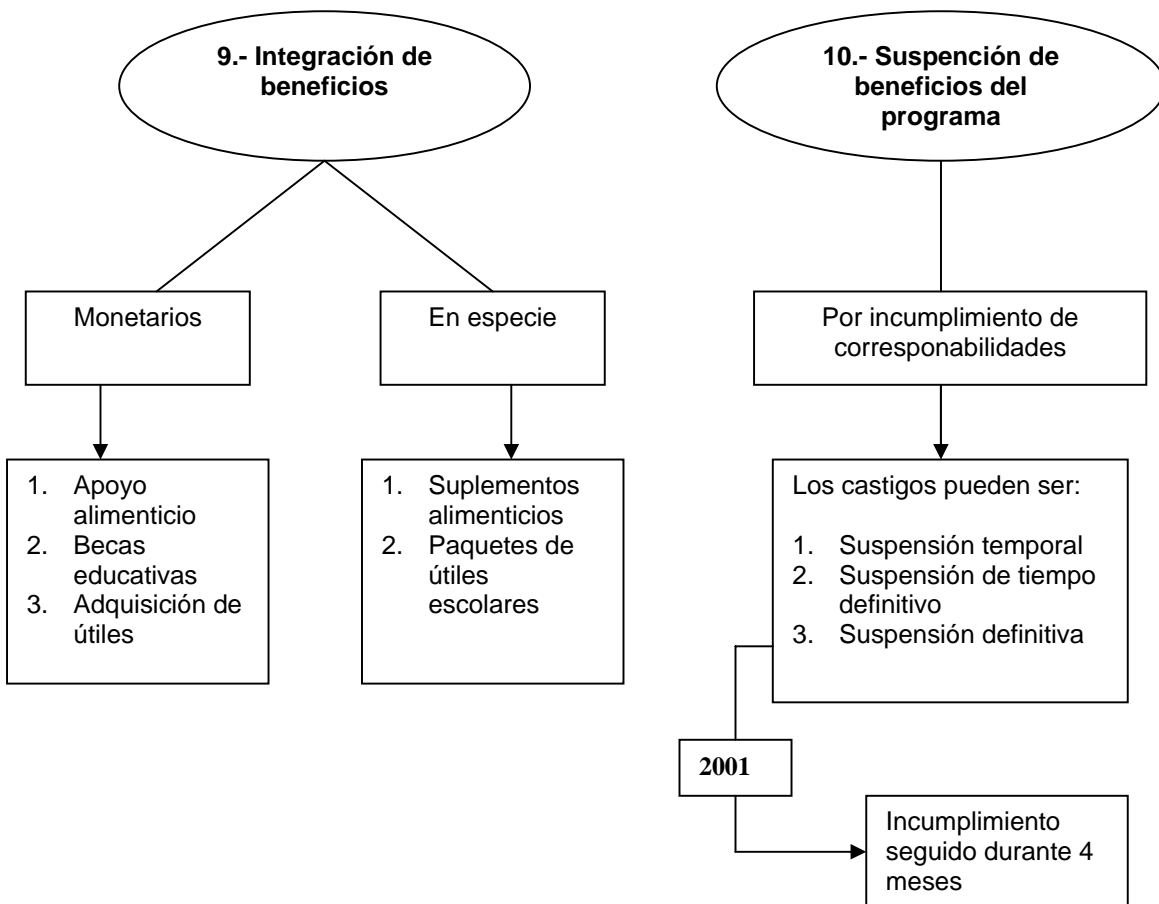 9.- Integración de
beneficios
Monetarios
En especie
1. Apoyo
alimenticio
2. Becas
educativas
3. Adquisición de
útiles
1. Suplementos
alimenticios
2. Paquetes de
útiles
escolares
10.- Suspención de
beneficios del
programa
Por incumplimiento de
corresponabilidades
Los castigos pueden ser:
1. Suspensión temporal
2. Suspensión de tiempo
definitivo
3. Suspensión definitiva
2001
Incumplimiento
seguido durante 4
meses